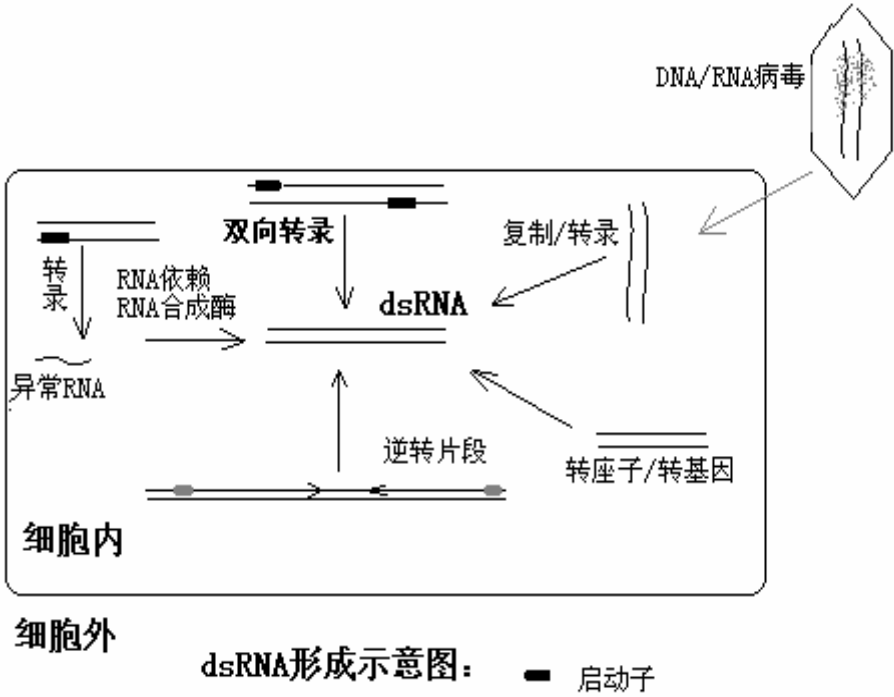 DNA/RNA病毒
双向转录
复制/转录
转录
RNA依赖
RNA合成酶
dsRNA
异常RNA
逆转片段
转座子/转基因
细胞内
细胞外
dsRNA形成示意图：
启动子